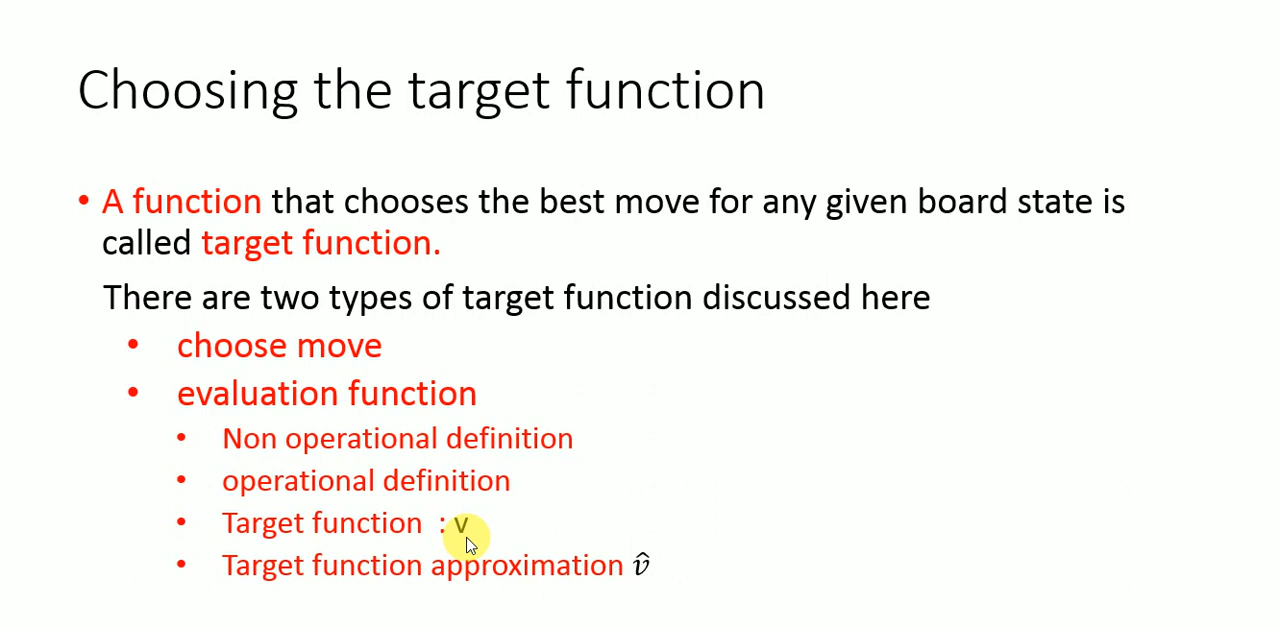 Choosing the target function
• A function that chooses the best move for any given board state is
called target function.
There are two types of target function discussed here
• choose move
• evaluation function
• Non operational definition
• operational definition
• Target function : v
• Target function approximation v̂